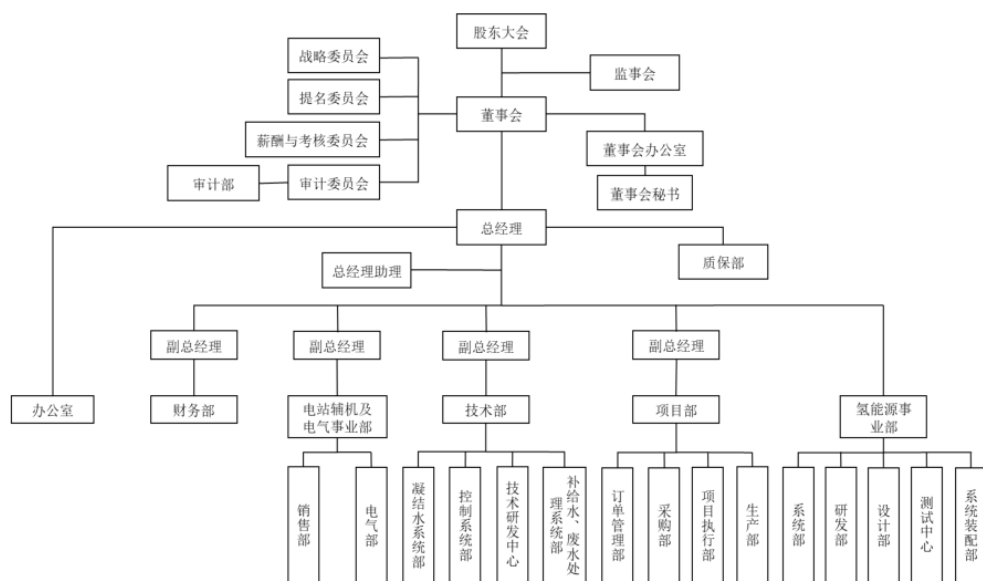 股东大会
战略委员会
监事会
提名委员会
董事会
薪酬与考核委员会
董事会办公室
审计部
审计委员会
董事会秘书
总经理
总经理助理
质保部
副总经理
副总经理
副总经理
副总经理
办公室
财务部
电站辅机及
电气事业部
技术部
项目部
氢能源事
业部
销售部
电气部
凝结水系统部
控制系统部
技术研发中心
补给水、废水处
理系统部
订单管理部
采购部
项目执行部
生产部
系统部
研发部
设计部
测试中心
系统装配部